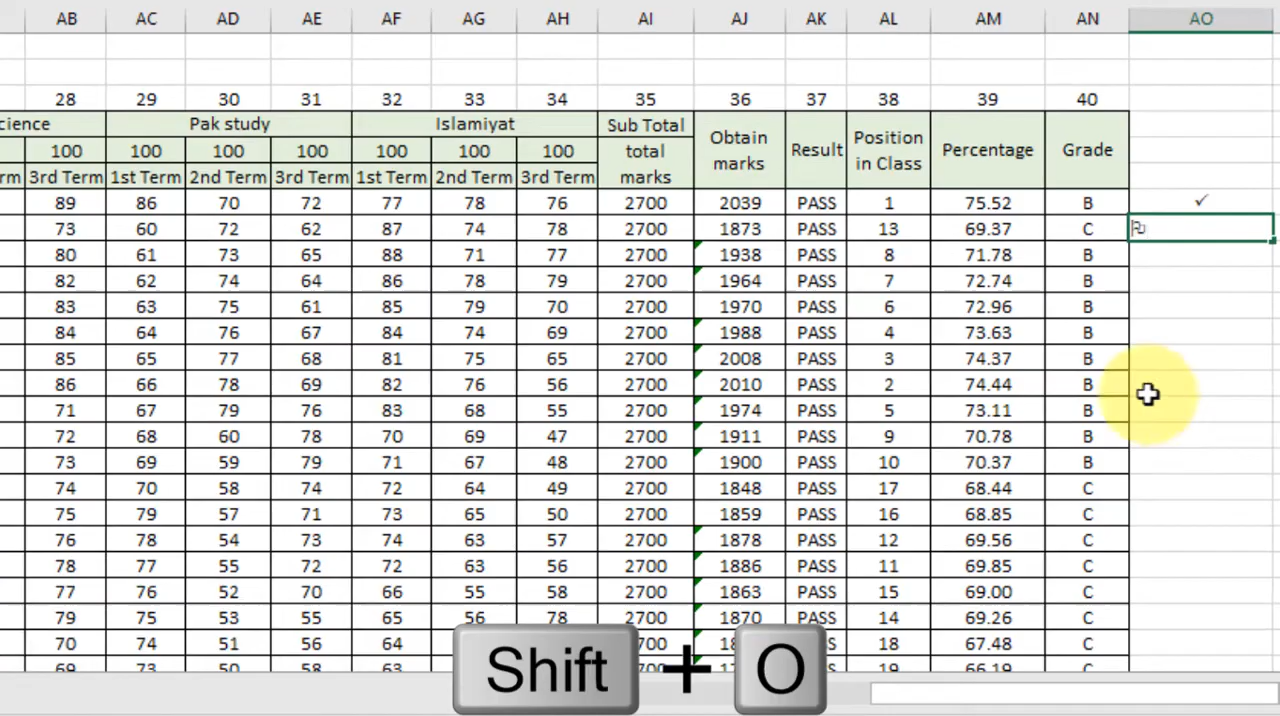 AB AC AD AE AF AG AH AI AJ AK AL AM AN AO
28 29 30 31 32 33 34 35 36 37 38 39 40
cience Pak study Islamiyat Sub Total Obtain marks Result Position in Class Percentage Grade
100 100 100 100 100 100 100 total
rm 3rd Term 1st Term 2nd Term 3rd Term 1st Term 2nd Term 3rd Term marks
89 86 70 72 77 78 76 2700 2039 PASS 1 75.52 B ✓
73 60 72 62 87 74 78 2700 1873 PASS 13 69.37 C
80 61 73 65 88 71 77 2700 1938 PASS 8 71.78 B
82 62 74 64 86 78 79 2700 1964 PASS 7 72.74 B
83 63 75 61 85 79 70 2700 1970 PASS 6 72.96 B
84 64 76 67 84 74 69 2700 1988 PASS 4 73.63 B
85 65 77 68 81 75 65 2700 2008 PASS 3 74.37 B
86 66 78 69 82 76 56 2700 2010 PASS 2 74.44 B
71 67 79 76 83 68 55 2700 1974 PASS 5 73.11 B
72 68 60 78 70 69 47 2700 1911 PASS 9 70.78 B
73 69 59 79 71 67 48 2700 1900 PASS 10 70.37 B
74 70 58 74 72 64 49 2700 1848 PASS 17 68.44 C
75 79 57 71 73 65 50 2700 1859 PASS 16 68.85 C
76 78 54 73 74 63 57 2700 1878 PASS 12 69.56 C
78 77 55 72 72 63 56 2700 1886 PASS 11 69.85 C
77 76 52 70 66 55 58 2700 1863 PASS 15 69.00 C
79 75 53 55 65 56 78 2700 1870 PASS 14 69.26 C
70 74 51 56 64 700 18 67.48 C
69 73 50 58 63 19 66.19 C
Shift + O